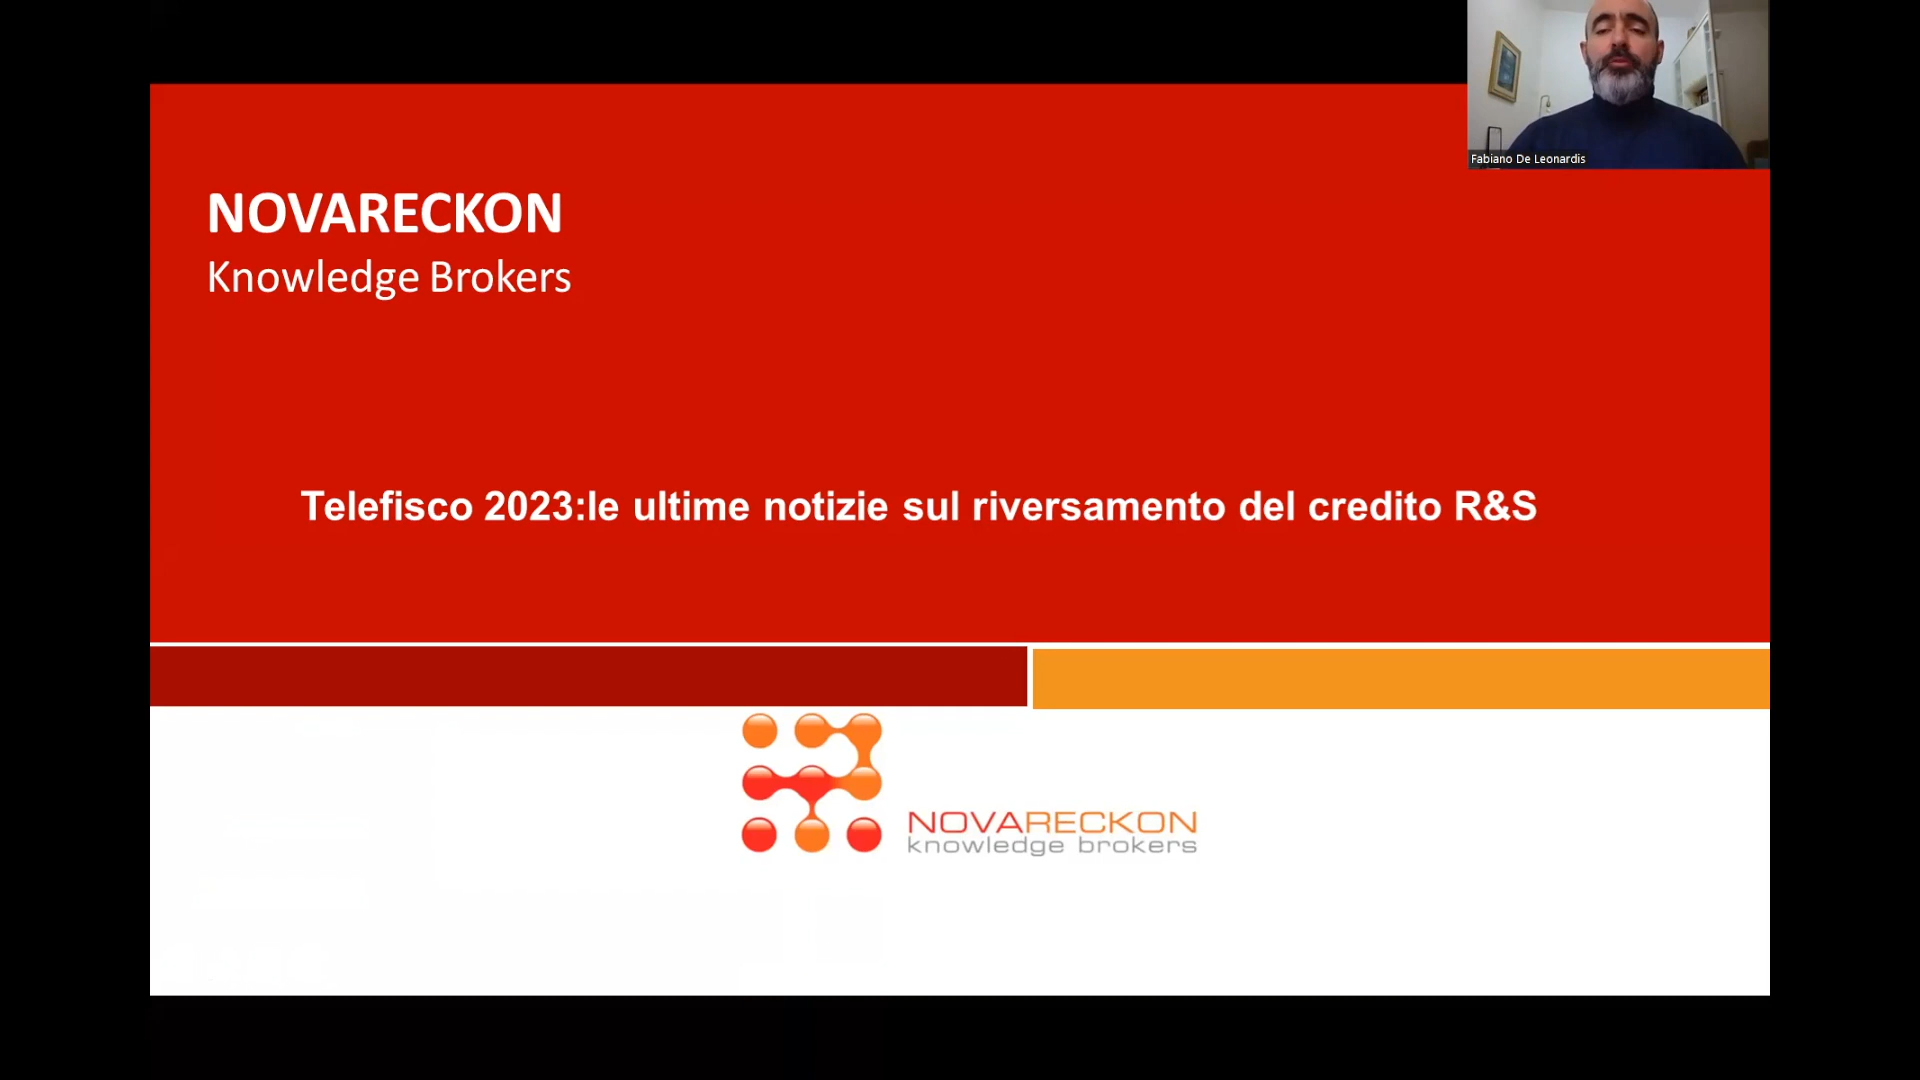 Fabiano De Leonardis
NOVARECKON
Knowledge Brokers
Telefisco 2023:le ultime notizie sul riversamento del credito R&S
NOVARECKON
knowledge brokers